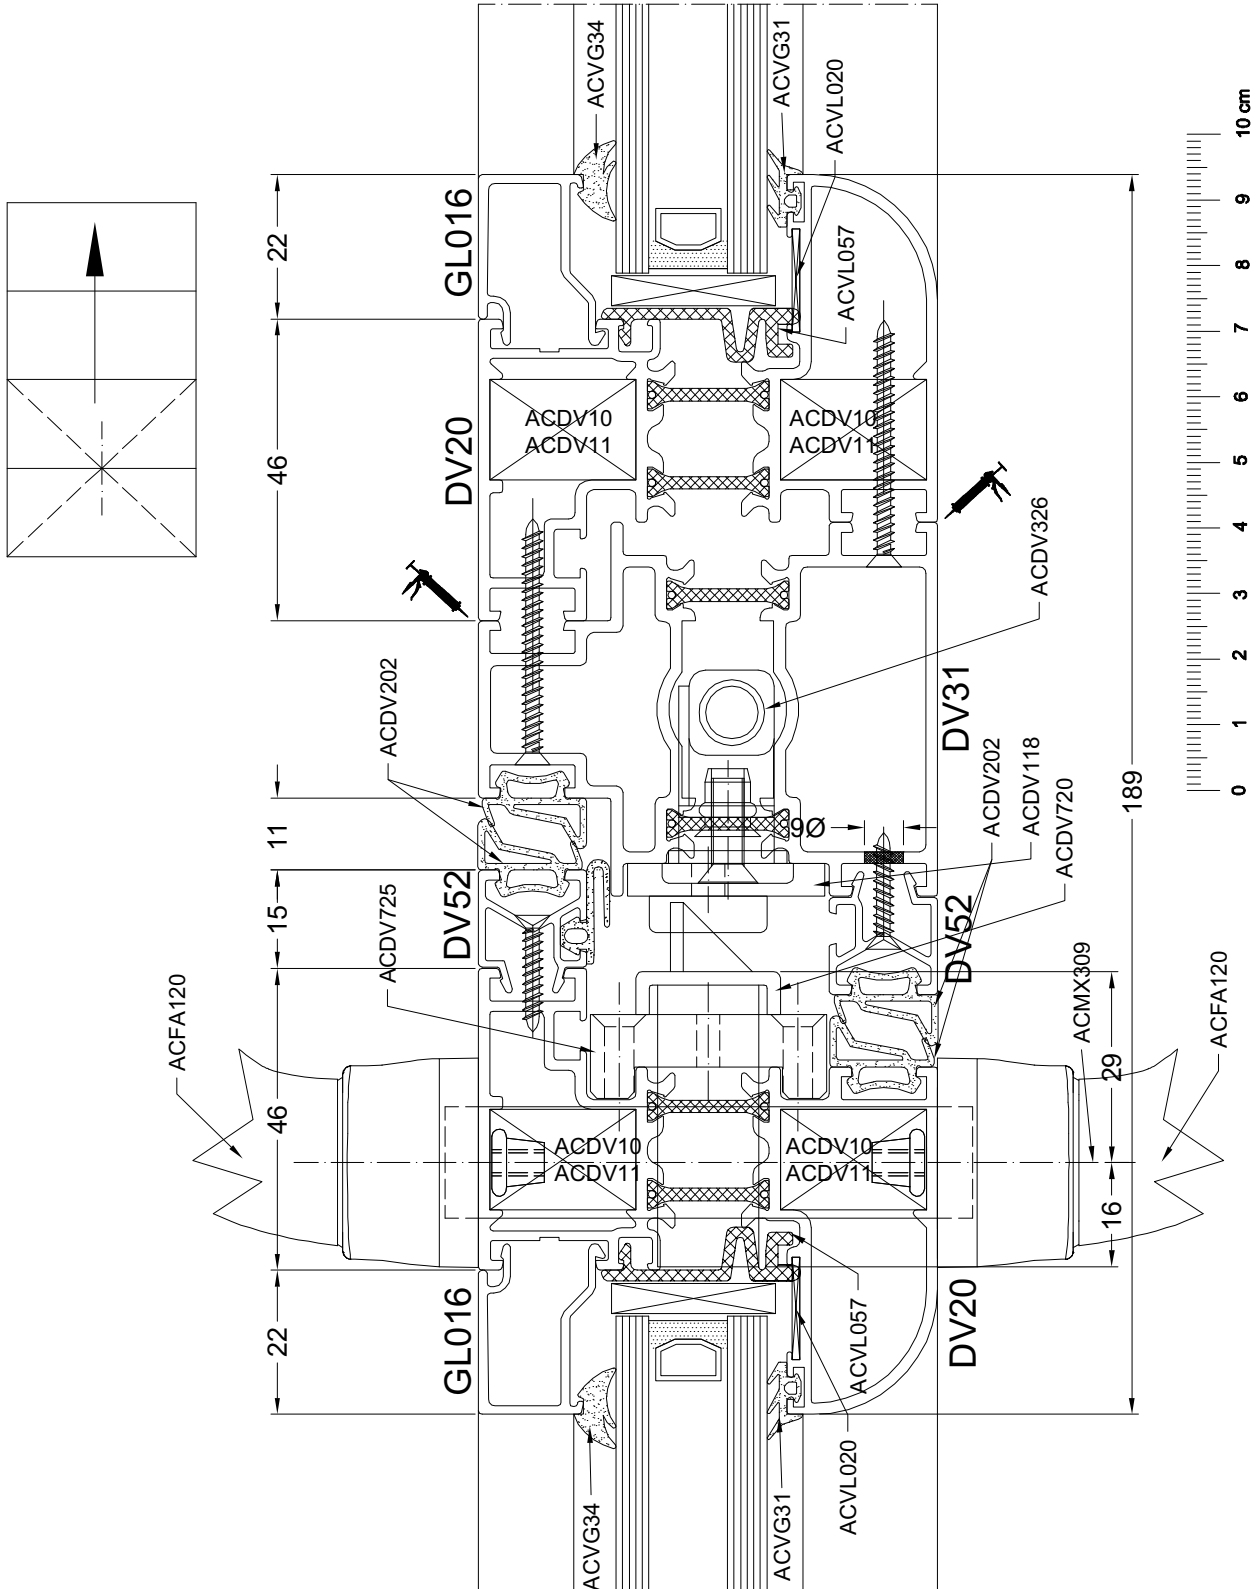 ACVG34
ACVG31
ACVL020
ACVL057
GL016
22
DV20
46
ACDV10
ACDV11
ACDV10
ACDV11
ACDV326
ACDV202
DV31
11
9Ø
189
ACDV202
ACDV118
ACDV720
15
DV52
ACDV725
DV52
ACMX309
ACFA120
ACFA120
46
29
ACDV10
ACDV11
ACDV10
ACDV11
16
22
GL016
DV20
ACVL057
ACVL020
ACVG34
ACVG31
10 cm
9
8
7
6
5
4
3
2
1
0